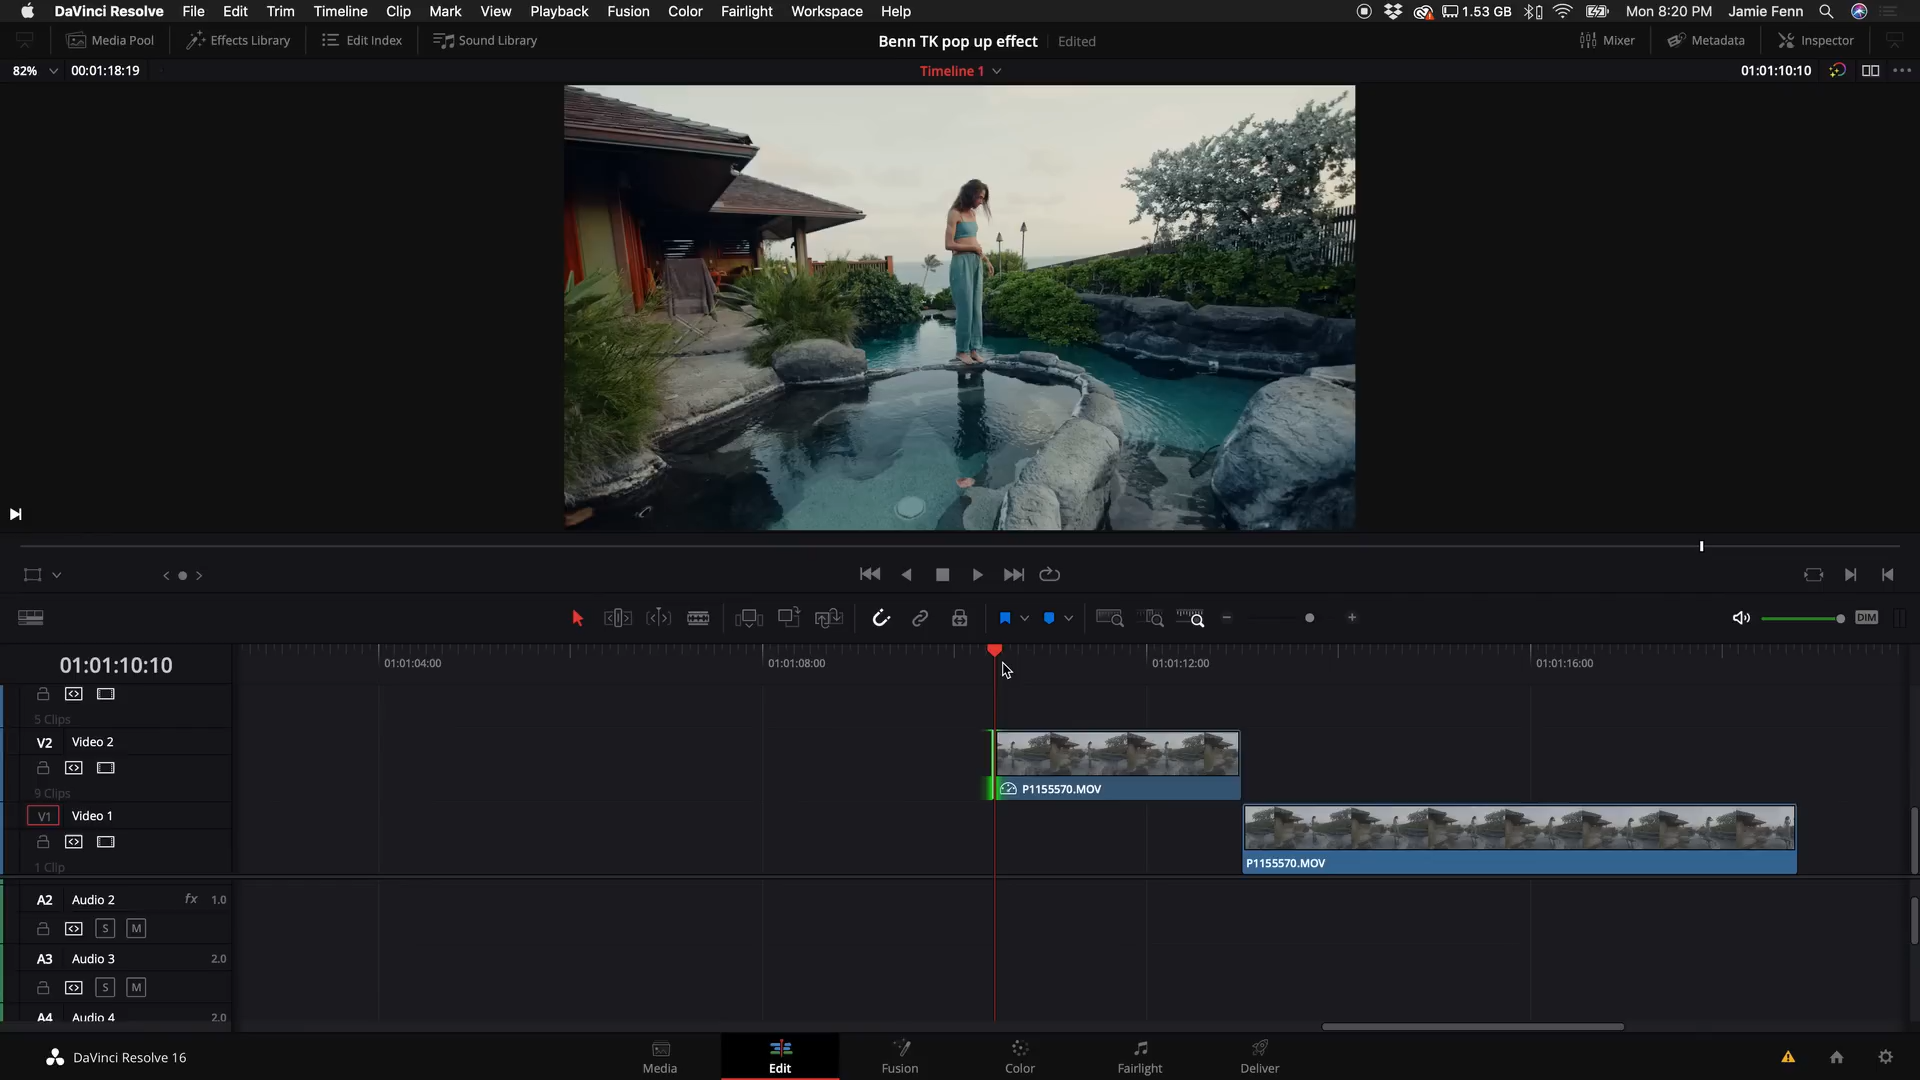 DaVinci Resolve File Edit Trim Timeline Clip Mark View Playback Fusion Color Fairlight Workspace Help 1.53 GB Mon 8:20 PM Jamie Fenn
Media Pool Effects Library Edit Index Sound Library Benn TK pop up effect Edited Mixer Metadata Inspector
82% 00:01:18:19 Timeline 1 01:01:10:10
DIM
01:01:10:10 01:01:04:00 01:01:08:00 01:01:12:00 01:01:16:00
5 Clips
V2 Video 2
9 Clips
P1155570.MOV
V1 Video 1
1 Clip
P1155570.MOV
A2 Audio 2 fx 1.0
S M
A3 Audio 3 2.0
S M
A4 Audio 4 2.0
DaVinci Resolve 16 Media Edit Fusion Color Fairlight Deliver